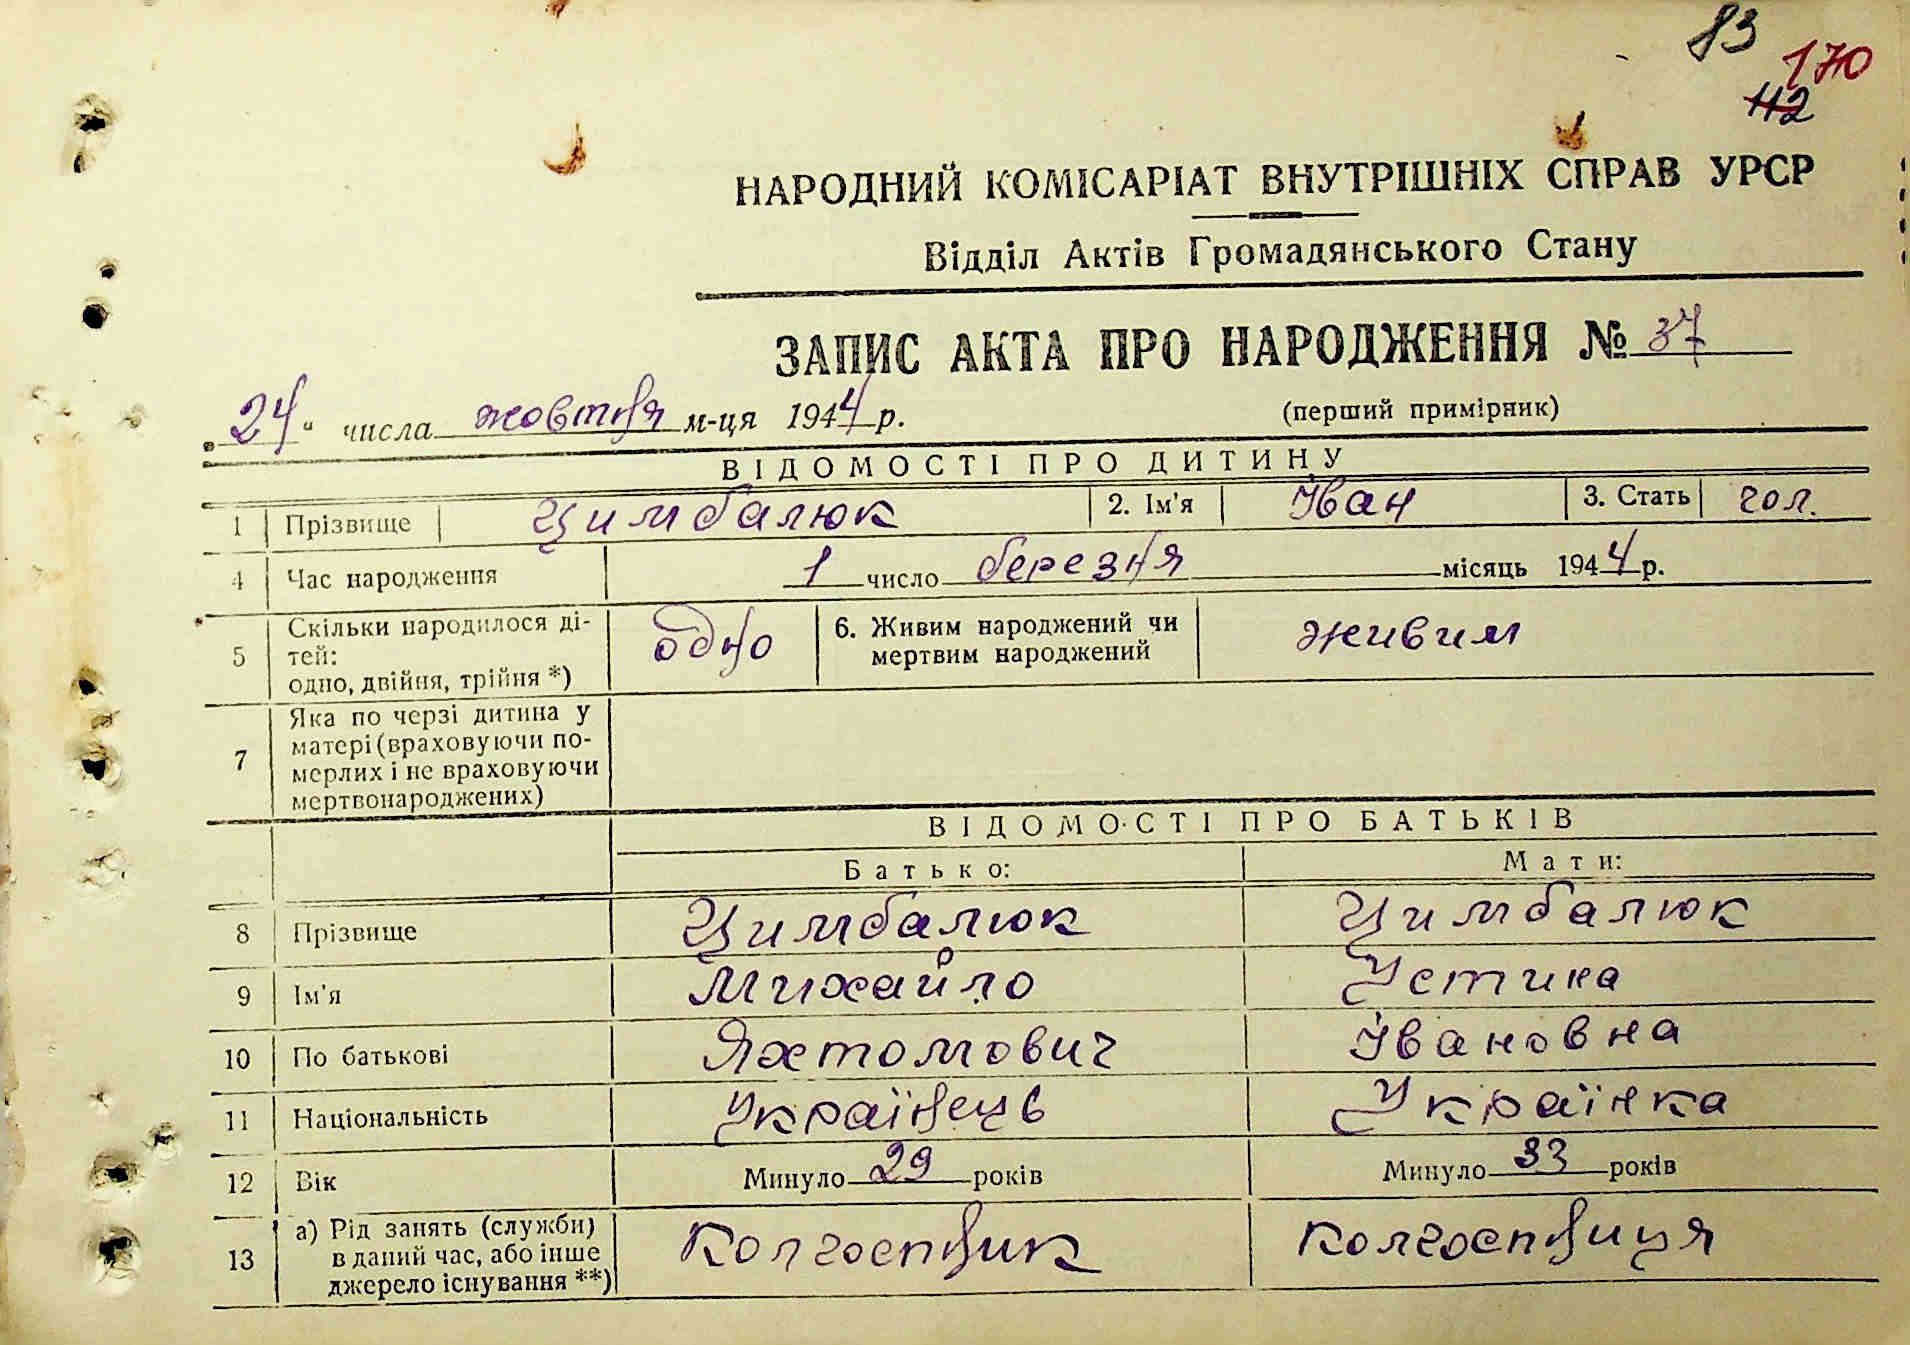 83
170
112
НАРОДНИЙ КОМІСАРІАТ ВНУТРІШНІХ СПРАВ УРСР
Відділ Актів Громадянського Стану
ЗАПИС АКТА ПРО НАРОДЖЕННЯ № 37
(перший примірник)
„24“ числа жовтня м-ця 1944 р.
ВІДОМОСТІ ПРО ДИТИНУ
1 Прізвище Цимбалюк 2. Ім'я Іван 3. Стать чол.
4 Час народження 1 число березня місяць 1944 р.
5 Скільки народилося ді-
тей:
одно, двійня, трійня *) одно 6. Живим народжений чи
мертвим народжений живим
7 Яка по черзі дитина у
матері (враховуючи по-
мерлих і не враховуючи
мертвонароджених)
ВІДОМОСТІ ПРО БАТЬКІВ
Батько: Мати:
8 Прізвище Цимбалюк Цимбалюк
9 Ім'я Михайло Устина
10 По батькові Яхтомович Івановна
11 Національність Українець Українка
12 Вік Минуло 29 років Минуло 33 років
13 а) Рід занять (служби)
в даний час, або інше
джерело існування **) Колгоспник колгоспниця